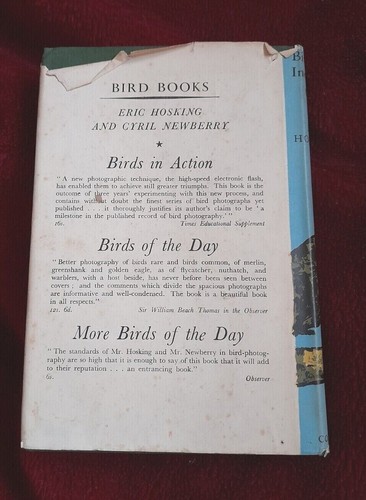 BIRD BOOKS
ERIC HOSKING
AND CYRIL NEWBERRY
★
Birds in Action
"A new photographic technique, the high-speed electronic flash,
has enabled them to achieve still greater triumphs. This book is the
outcome of three years' experimenting with this new process, and
contains without doubt the finest series of bird photographs yet
published . . . it thoroughly justifies its author's claim to be 'a
milestone in the published record of bird photography.'"
Times Educational Supplement
Birds of the Day
"Better photography of birds rare and birds common, of merlin,
greenshank and golden eagle, as of flycatcher, nuthatch, and
warblers, with a host beside, has never before been seen between
covers; and the comments which divide the spacious photographs
are informative and well-condensed. The book is a beautiful book
in all respects."
12s. 6d. Sir William Beach Thomas in the Observer
More Birds of the Day
"The standards of Mr. Hosking and Mr. Newberry in bird-photog-
raphy are so high that it is enough to say of this book that it will add
to their reputation . . . an entrancing book."
6s. Observer